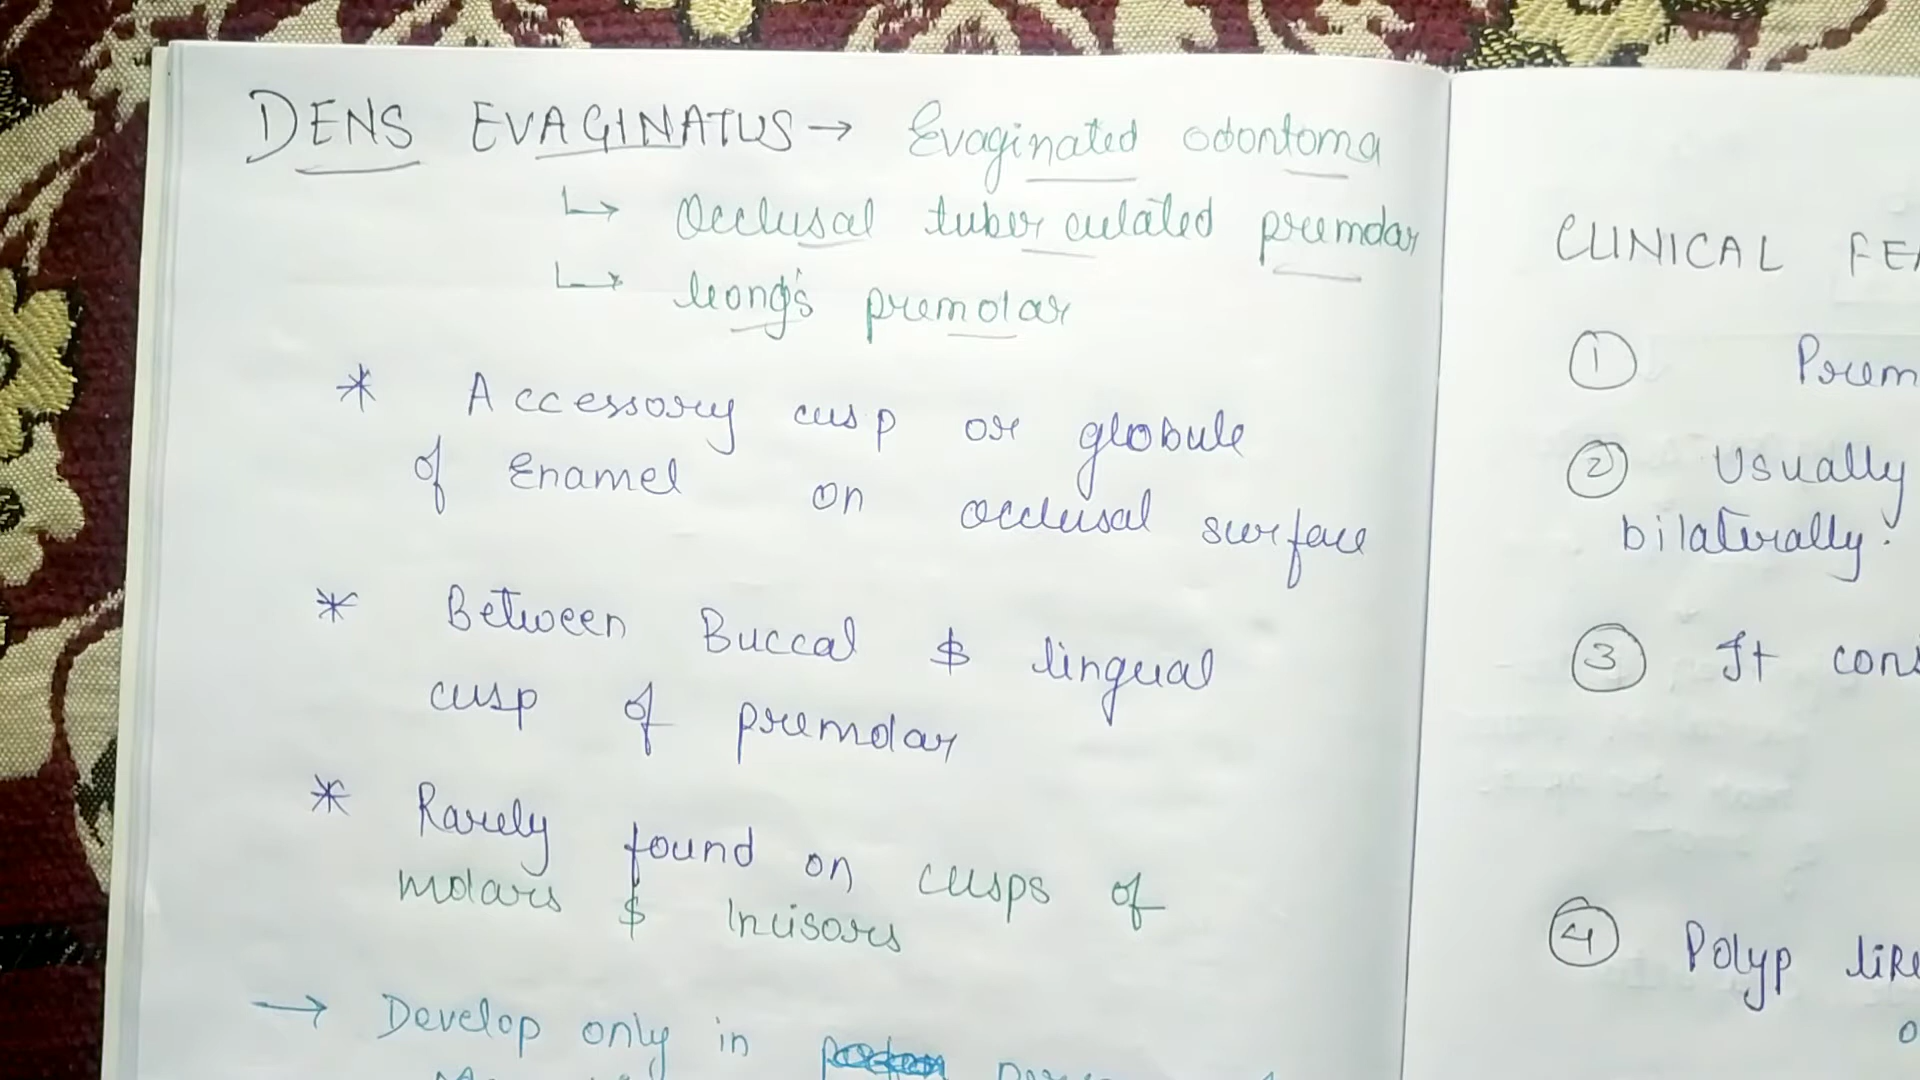 DENS EVAGINATUS → Evaginated odontoma
↳ Occlusal tuberculated premolar
↳ leong's premolar
* Accessory cusp or globule
of Enamel on occlusal surface
* Between Buccal & lingual
cusp of premolar
* Rarely found on cusps of
molars & Incisors
→ Develop only in
CLINICAL FEA
① Prem
② Usually
bilaterally.
③ It cons
④ Polyp like